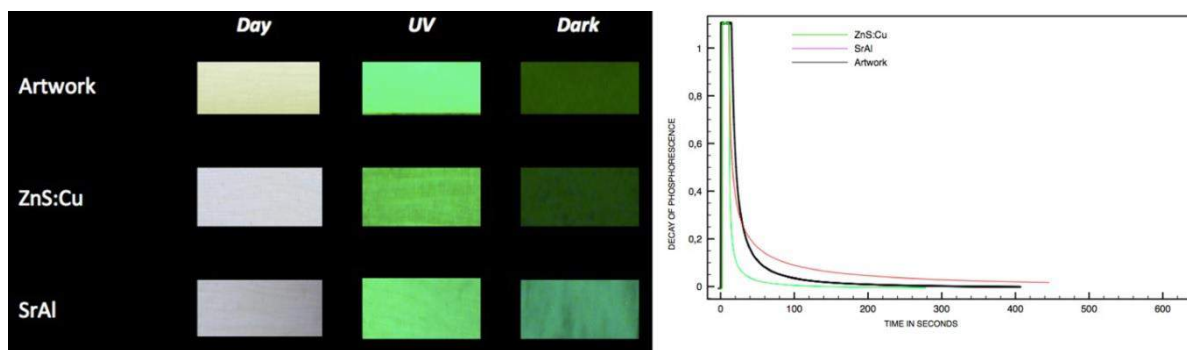 Day UV Dark
Artwork
ZnS:Cu
SrAl
ZnS:Cu
SrAl
Artwork
DECAY OF PHOSPHORESCENCE
1
0,8
0,6
0,4
0,2
0
0 100 200 300 400 500 600
TIME IN SECONDS